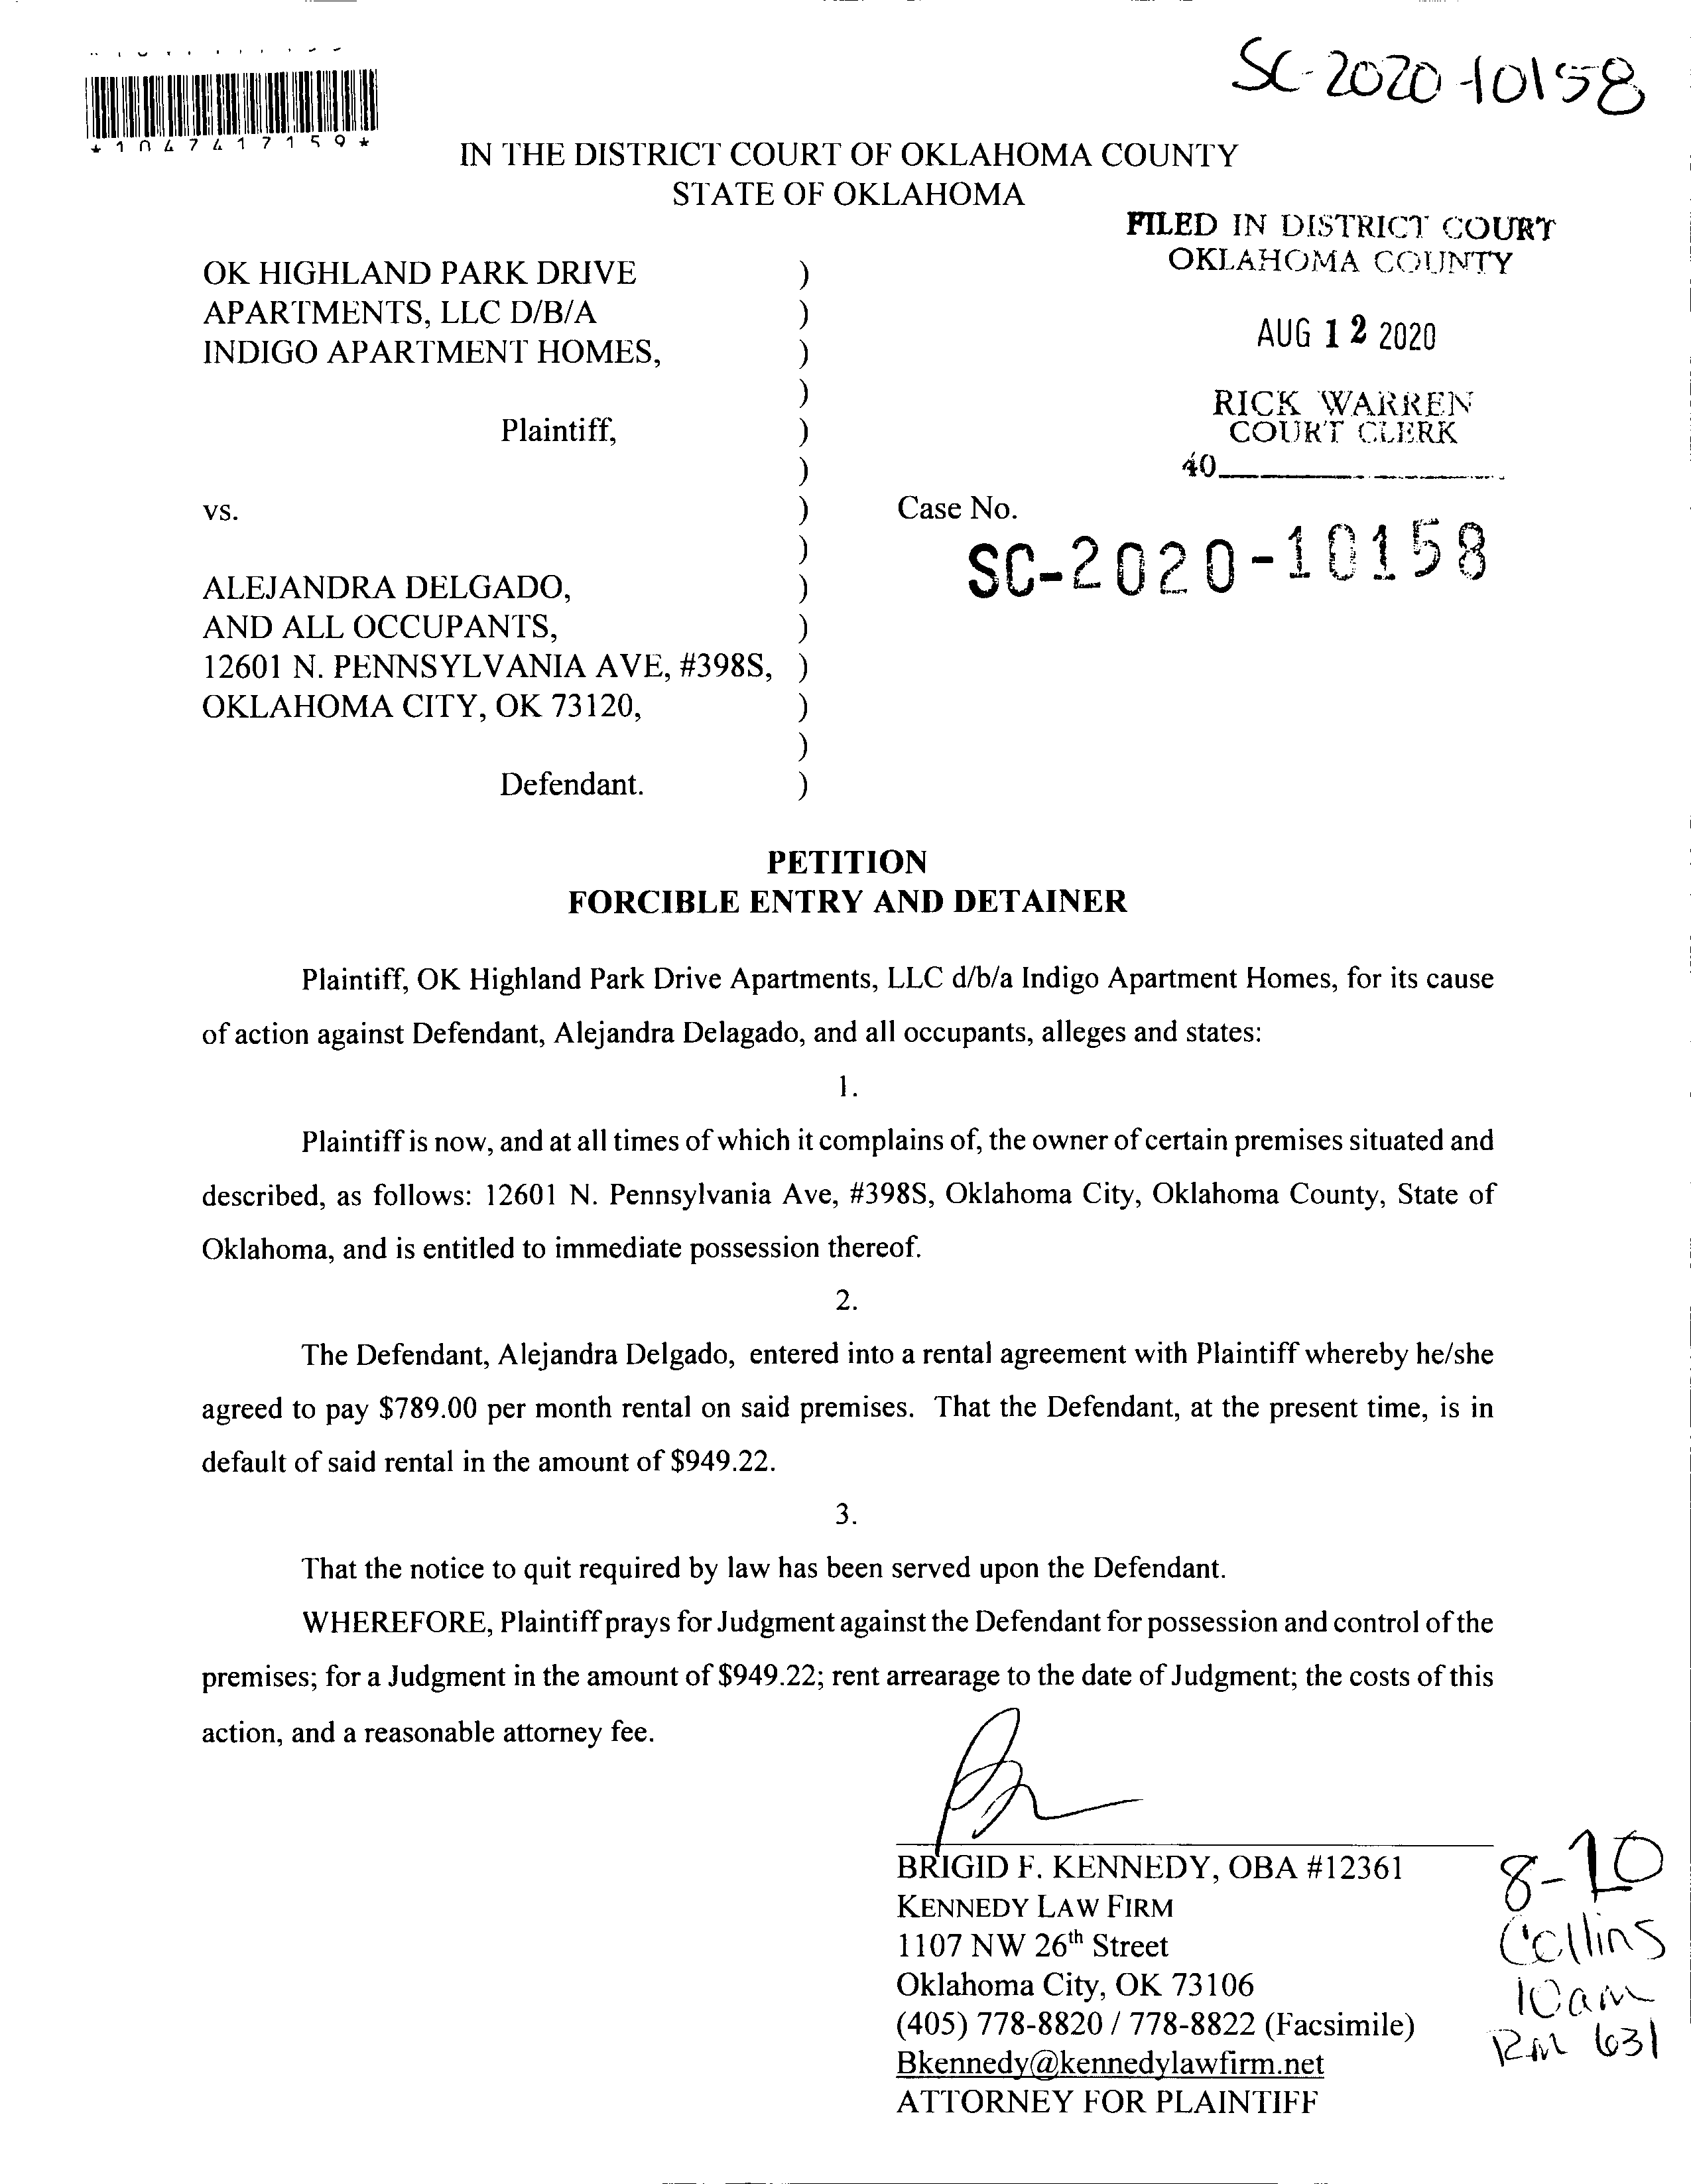 SC-2020-10158
*1047417159*
IN THE DISTRICT COURT OF OKLAHOMA COUNTY
STATE OF OKLAHOMA
FILED IN DISTRICT COURT
OKLAHOMA COUNTY
AUG 12 2020
RICK WARREN
COURT CLERK
40
OK HIGHLAND PARK DRIVE )
APARTMENTS, LLC D/B/A )
INDIGO APARTMENT HOMES, )
)
Plaintiff, )
)
vs. ) Case No.
) SC-2020-10158
ALEJANDRA DELGADO, )
AND ALL OCCUPANTS, )
12601 N. PENNSYLVANIA AVE, #398S, )
OKLAHOMA CITY, OK 73120, )
)
Defendant. )
PETITION
FORCIBLE ENTRY AND DETAINER
Plaintiff, OK Highland Park Drive Apartments, LLC d/b/a Indigo Apartment Homes, for its cause
of action against Defendant, Alejandra Delagado, and all occupants, alleges and states:
1.
Plaintiff is now, and at all times of which it complains of, the owner of certain premises situated and
described, as follows: 12601 N. Pennsylvania Ave, #398S, Oklahoma City, Oklahoma County, State of
Oklahoma, and is entitled to immediate possession thereof.
2.
The Defendant, Alejandra Delgado, entered into a rental agreement with Plaintiff whereby he/she
agreed to pay $789.00 per month rental on said premises. That the Defendant, at the present time, is in
default of said rental in the amount of $949.22.
3.
That the notice to quit required by law has been served upon the Defendant.
WHEREFORE, Plaintiff prays for Judgment against the Defendant for possession and control of the
premises; for a Judgment in the amount of $949.22; rent arrearage to the date of Judgment; the costs of this
action, and a reasonable attorney fee.
BRIGID F. KENNEDY, OBA #12361
KENNEDY LAW FIRM
1107 NW 26th Street
Oklahoma City, OK 73106
(405) 778-8820 / 778-8822 (Facsimile)
Bkennedy@kennedylawfirm.net
ATTORNEY FOR PLAINTIFF
Collins
10am
Rm 631